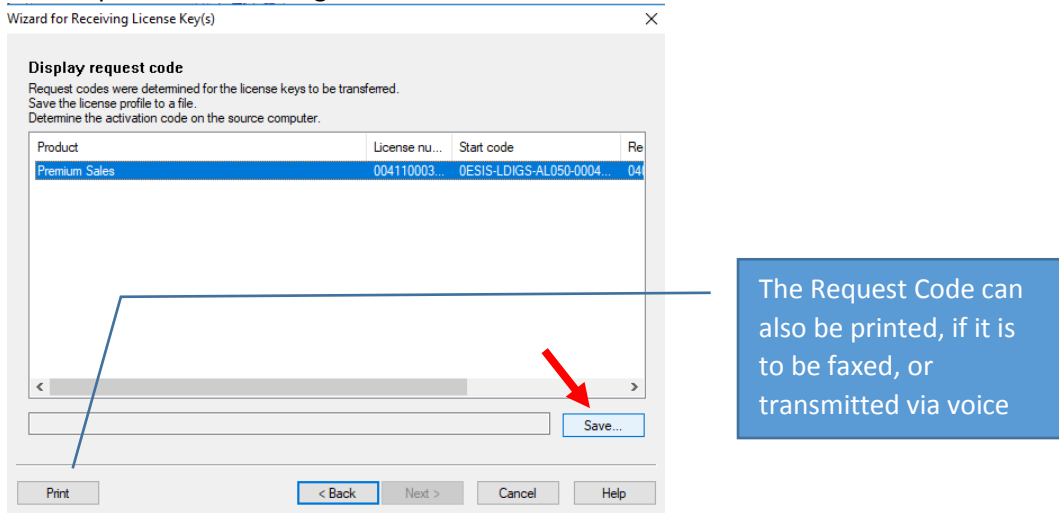 Wizard for Receiving License Key(s)
Display request code
Request codes were determined for the license keys to be transferred.
Save the license profile to a file.
Determine the activation code on the source computer.
Product License nu... Start code Re
Premium Sales 004110003... 0ESIS-LDIGS-AL050-0004... 040
Save...
Print < Back Next > Cancel Help
The Request Code can
also be printed, if it is
to be faxed, or
transmitted via voice